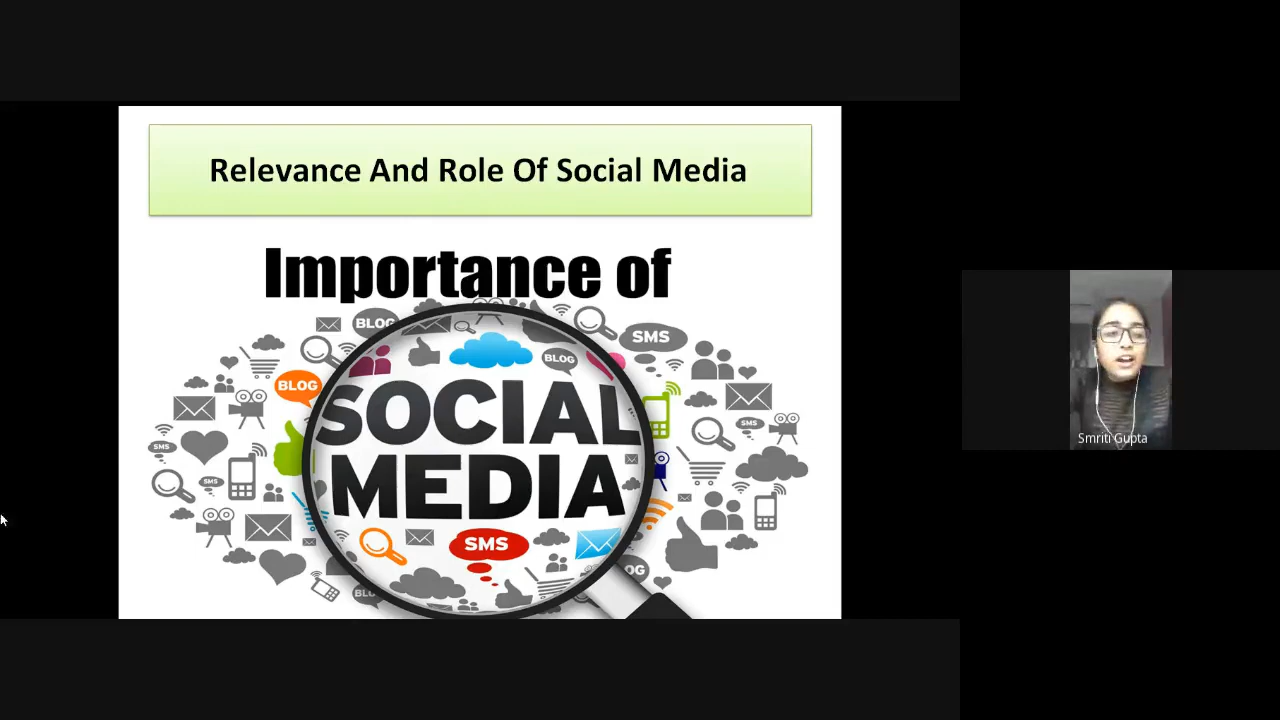 Relevance And Role Of Social Media
Importance of
BLOG
SMS
BLOG
BLOG
SOCIAL
SMS
SMS
MEDIA
SMS
SMS
Smriti Gupta